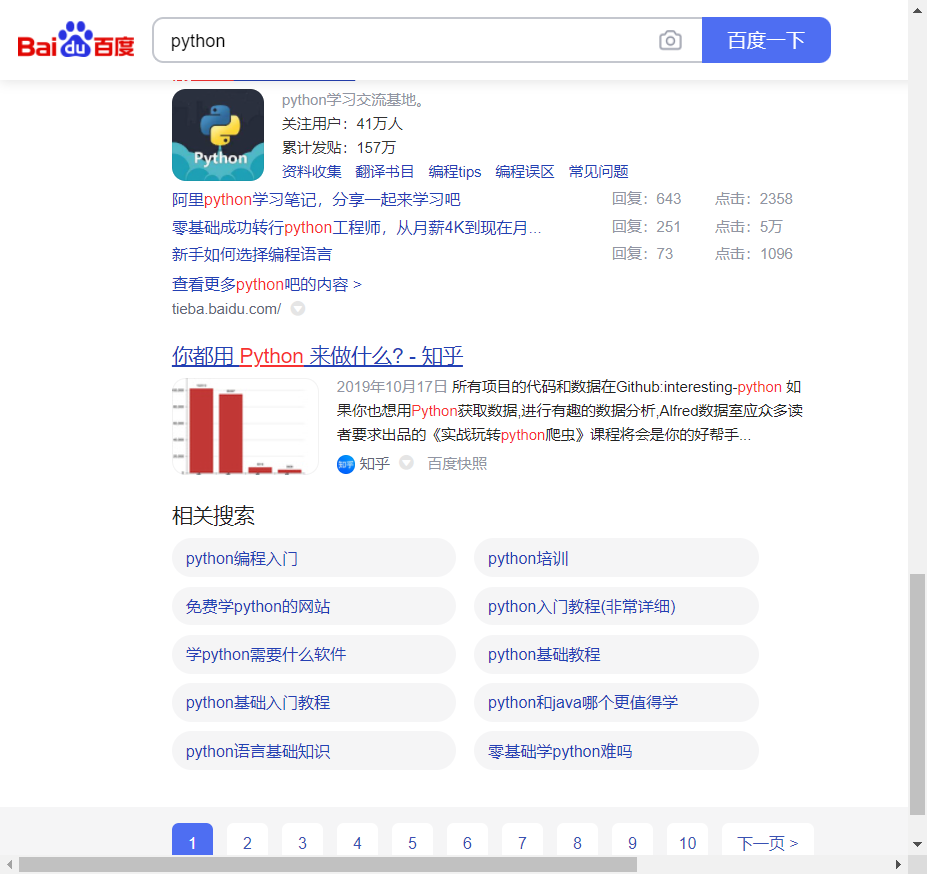 Baidu百度
python
百度一下
Python
python学习交流基地。
关注用户：41万人
累计发贴：157万
资料收集 翻译书目 编程tips 编程误区 常见问题
阿里python学习笔记，分享一起来学习吧 回复：643 点击：2358
零基础成功转行python工程师，从月薪4K到现在月... 回复：251 点击：5万
新手如何选择编程语言 回复：73 点击：1096
查看更多python吧的内容 >
tieba.baidu.com/
你都用 Python 来做什么? - 知乎
2019年10月17日 所有项目的代码和数据在Github:interesting-python 如
果你也想用Python获取数据,进行有趣的数据分析,Alfred数据室应众多读
者要求出品的《实战玩转python爬虫》课程将会是你的好帮手...
知乎 知乎 百度快照
相关搜索
python编程入门 python培训
免费学python的网站 python入门教程(非常详细)
学python需要什么软件 python基础教程
python基础入门教程 python和java哪个更值得学
python语言基础知识 零基础学python难吗
1 2 3 4 5 6 7 8 9 10 下一页 >